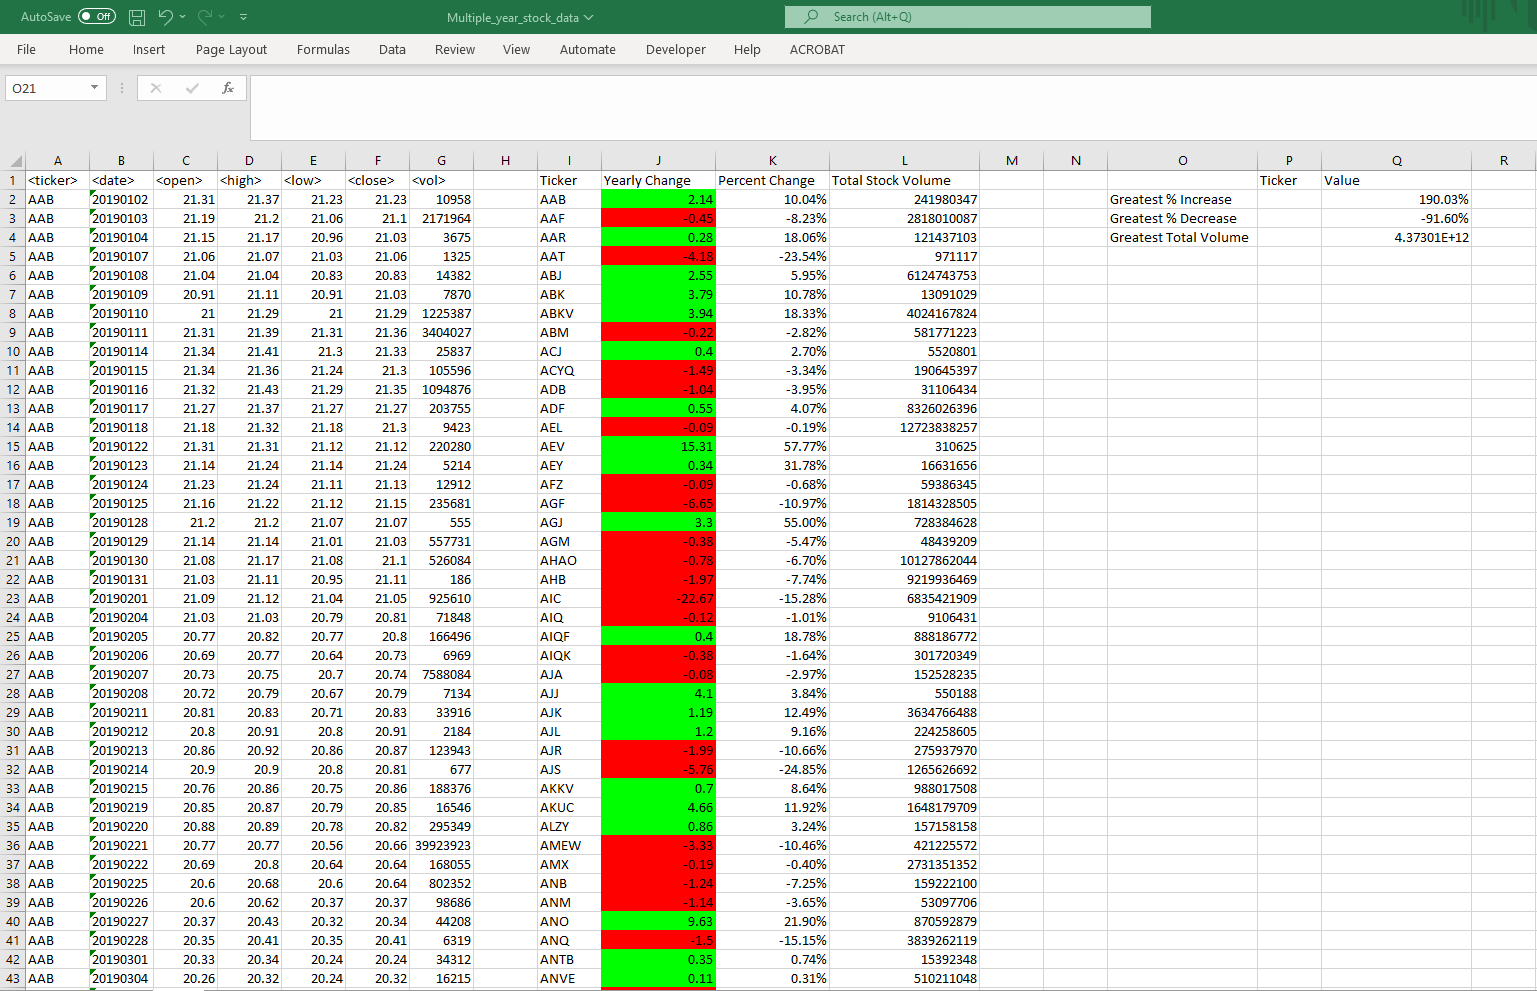 AutoSave Off Multiple_year_stock_data Search (Alt+Q)
File Home Insert Page Layout Formulas Data Review View Automate Developer Help ACROBAT
O21 fx
A B C D E F G H I J K L M N O P Q R
1 <ticker> <date> <open> <high> <low> <close> <vol> Ticker Yearly Change Percent Change Total Stock Volume Ticker Value
2 AAB 20190102 21.31 21.37 21.23 21.23 10958 AAB 2.14 10.04% 241980347 Greatest % Increase 190.03%
3 AAB 20190103 21.19 21.2 21.06 21.1 2171964 AAF -0.45 -8.23% 2818010087 Greatest % Decrease -91.60%
4 AAB 20190104 21.15 21.17 20.96 21.03 3675 AAR 0.28 18.06% 121437103 Greatest Total Volume 4.37301E+12
5 AAB 20190107 21.06 21.07 21.03 21.06 1325 AAT -4.18 -23.54% 971117
6 AAB 20190108 21.04 21.04 20.83 20.83 14382 ABJ 2.55 5.95% 6124743753
7 AAB 20190109 20.91 21.11 20.91 21.03 7870 ABK 3.79 10.78% 13091029
8 AAB 20190110 21 21.29 21 21.29 1225387 ABKV 3.94 18.33% 4024167824
9 AAB 20190111 21.31 21.39 21.31 21.36 3404027 ABM -0.22 -2.82% 581771223
10 AAB 20190114 21.34 21.41 21.3 21.33 25837 ACJ 0.4 2.70% 5520801
11 AAB 20190115 21.34 21.36 21.24 21.3 105596 ACYQ -1.49 -3.34% 190645397
12 AAB 20190116 21.32 21.43 21.29 21.35 1094876 ADB -1.04 -3.95% 31106434
13 AAB 20190117 21.27 21.37 21.27 21.27 203755 ADF 0.55 4.07% 8326026396
14 AAB 20190118 21.18 21.32 21.18 21.3 9423 AEL -0.09 -0.19% 12723838257
15 AAB 20190122 21.31 21.31 21.12 21.12 220280 AEV 15.31 57.77% 310625
16 AAB 20190123 21.14 21.24 21.14 21.24 5214 AEY 0.34 31.78% 16631656
17 AAB 20190124 21.23 21.24 21.11 21.13 12912 AFZ -0.09 -0.68% 59386345
18 AAB 20190125 21.16 21.22 21.12 21.15 235681 AGF -6.65 -10.97% 1814328505
19 AAB 20190128 21.2 21.2 21.07 21.07 555 AGJ 3.3 55.00% 728384628
20 AAB 20190129 21.14 21.14 21.01 21.03 557731 AGM -0.38 -5.47% 48439209
21 AAB 20190130 21.08 21.17 21.08 21.1 526084 AHAO -0.78 -6.70% 10127862044
22 AAB 20190131 21.03 21.11 20.95 21.11 186 AHB -1.97 -7.74% 9219936469
23 AAB 20190201 21.09 21.12 21.04 21.05 925610 AIC -22.67 -15.28% 6835421909
24 AAB 20190204 21.03 21.03 20.79 20.81 71848 AIQ -0.12 -1.01% 9106431
25 AAB 20190205 20.77 20.82 20.77 20.8 166496 AIQF 0.4 18.78% 888186772
26 AAB 20190206 20.69 20.77 20.64 20.73 6969 AIQK -0.38 -1.64% 301720349
27 AAB 20190207 20.73 20.75 20.7 20.74 7588084 AJA -0.08 -2.97% 152528235
28 AAB 20190208 20.72 20.79 20.67 20.79 7134 AJJ 4.1 3.84% 550188
29 AAB 20190211 20.81 20.83 20.71 20.83 33916 AJK 1.19 12.49% 3634766488
30 AAB 20190212 20.8 20.91 20.8 20.91 2184 AJL 1.2 9.16% 224258605
31 AAB 20190213 20.86 20.92 20.86 20.87 123943 AJR -1.99 -10.66% 275937970
32 AAB 20190214 20.9 20.9 20.8 20.81 677 AJS -5.76 -24.85% 1265626692
33 AAB 20190215 20.76 20.86 20.75 20.86 188376 AKKV 0.7 8.64% 988017508
34 AAB 20190219 20.85 20.87 20.79 20.85 16546 AKUC 4.66 11.92% 1648179709
35 AAB 20190220 20.88 20.89 20.78 20.82 295349 ALZY 0.86 3.24% 157158158
36 AAB 20190221 20.77 20.77 20.56 20.66 39923923 AMEW -3.33 -10.46% 421225572
37 AAB 20190222 20.69 20.8 20.64 20.64 168055 AMX -0.19 -0.40% 2731351352
38 AAB 20190225 20.6 20.68 20.6 20.64 802352 ANB -1.24 -7.25% 159222100
39 AAB 20190226 20.6 20.62 20.37 20.37 98686 ANM -1.14 -3.65% 53097706
40 AAB 20190227 20.37 20.43 20.32 20.34 44208 ANO 9.63 21.90% 870592879
41 AAB 20190228 20.35 20.41 20.35 20.41 6319 ANQ -1.5 -15.15% 3839262119
42 AAB 20190301 20.33 20.34 20.24 20.24 34312 ANTB 0.35 0.74% 15392348
43 AAB 20190304 20.26 20.32 20.24 20.32 16215 ANVE 0.11 0.31% 510211048